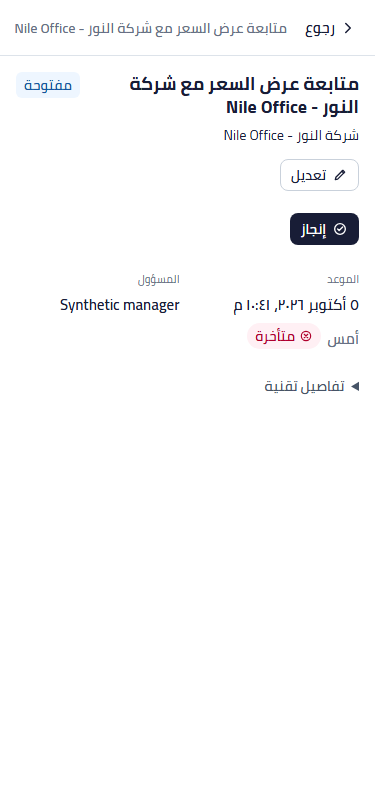 رجوع
متابعة عرض السعر مع شركة النور - Nile Office
متابعة عرض السعر مع شركة
النور - Nile Office
مفتوحة
شركة النور - Nile Office
تعديل
إنجاز
الموعد
المسؤول
٥ أكتوبر ٢٠٢٦، ١٠:٤١ م
Synthetic manager
أمس
متأخرة
تفاصيل تقنية